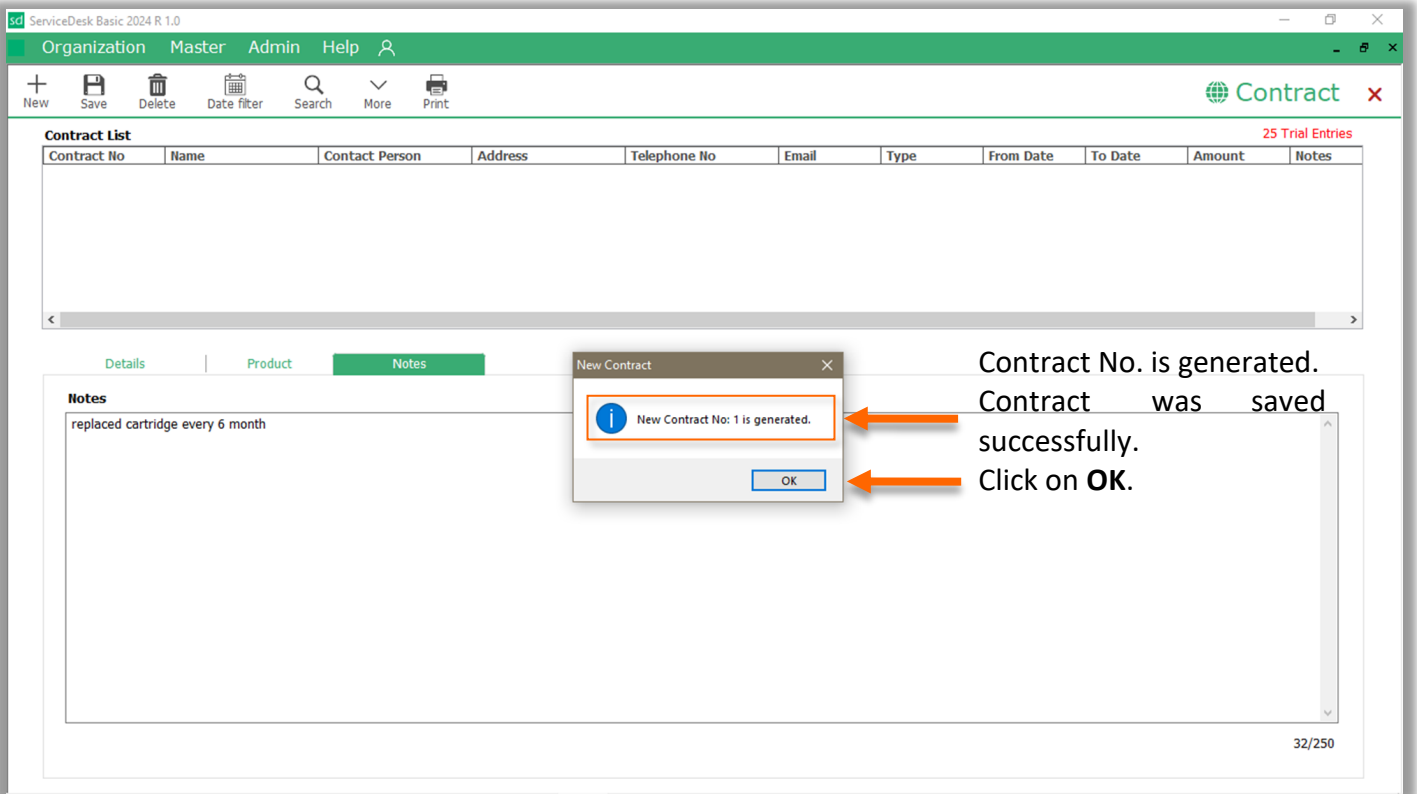 sd ServiceDesk Basic 2024 R 1.0
Organization Master Admin Help
New Save Delete Date filter Search More Print
Contract
Contract List
25 Trial Entries
Contract No Name Contact Person Address Telephone No Email Type From Date To Date Amount Notes
Details Product Notes
Notes
replaced cartridge every 6 month
New Contract
New Contract No: 1 is generated.
OK
Contract No. is generated.
Contract was saved
successfully.
Click on OK.
32/250